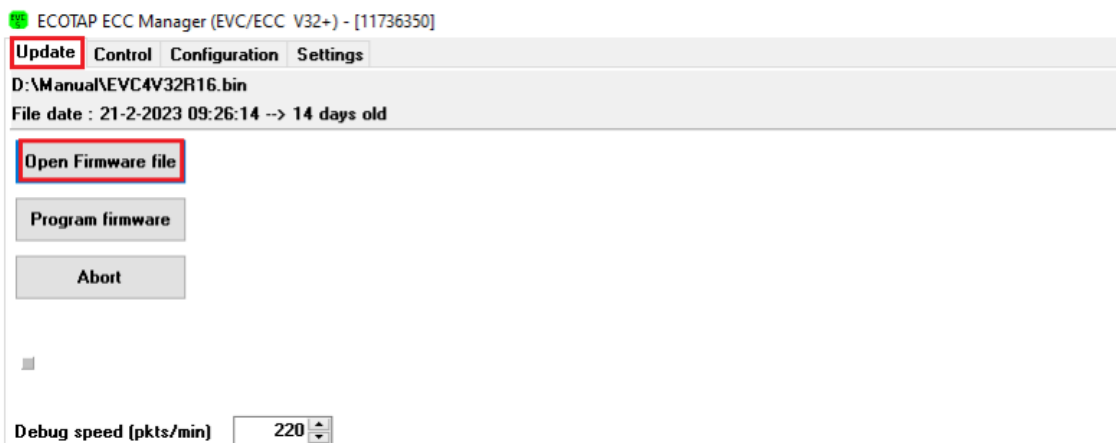 ECOTAP ECC Manager (EVC/ECC V32+) - [11736350]
Update Control Configuration Settings
D:\Manual\EVC4V32R16.bin
File date : 21-2-2023 09:26:14 --> 14 days old
Open Firmware file
Program firmware
Abort
Debug speed (pkts/min) 220